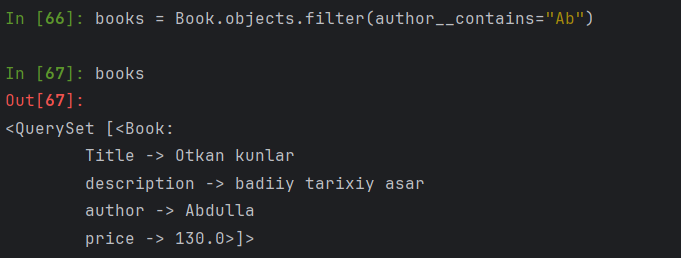 In [66]: books = Book.objects.filter(author__contains="Ab")
In [67]: books
Out[67]:
<QuerySet [<Book:
Title -> Otkan kunlar
description -> badiiy tarixiy asar
author -> Abdulla
price -> 130.0>]>